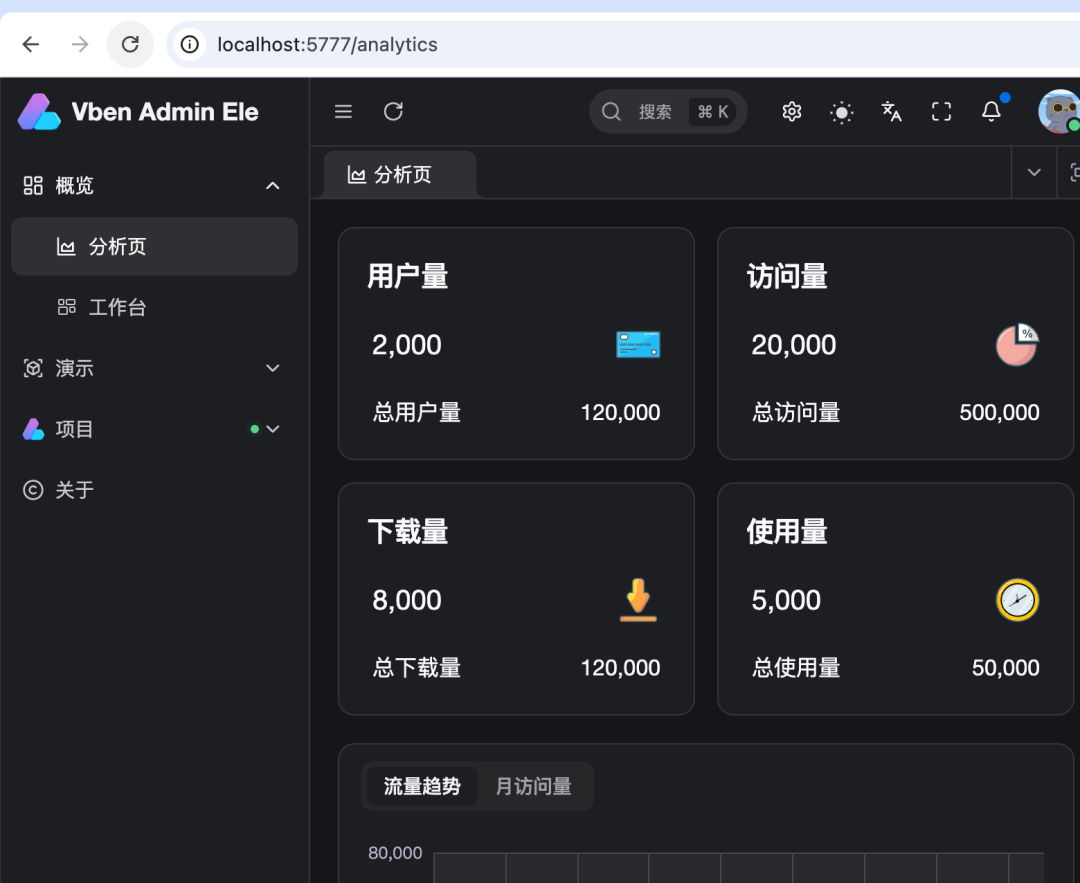 localhost:5777/analytics
Vben Admin Ele
搜索 ⌘ K
概览
分析页
工作台
演示
项目
关于
分析页
用户量
2,000
总用户量 120,000
访问量
%
20,000
总访问量 500,000
下载量
8,000
总下载量 120,000
使用量
5,000
总使用量 50,000
流量趋势 月访问量
80,000